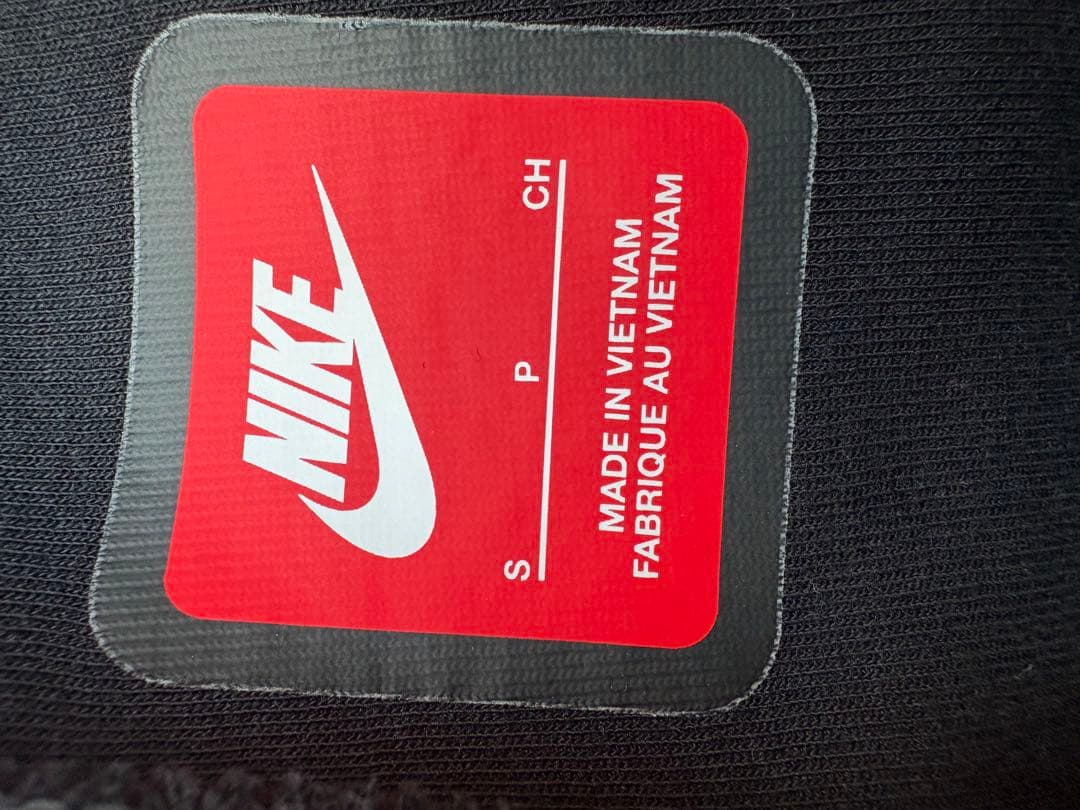 NIKE
S P CH
MADE IN VIETNAM
FABRIQUE AU VIETNAM